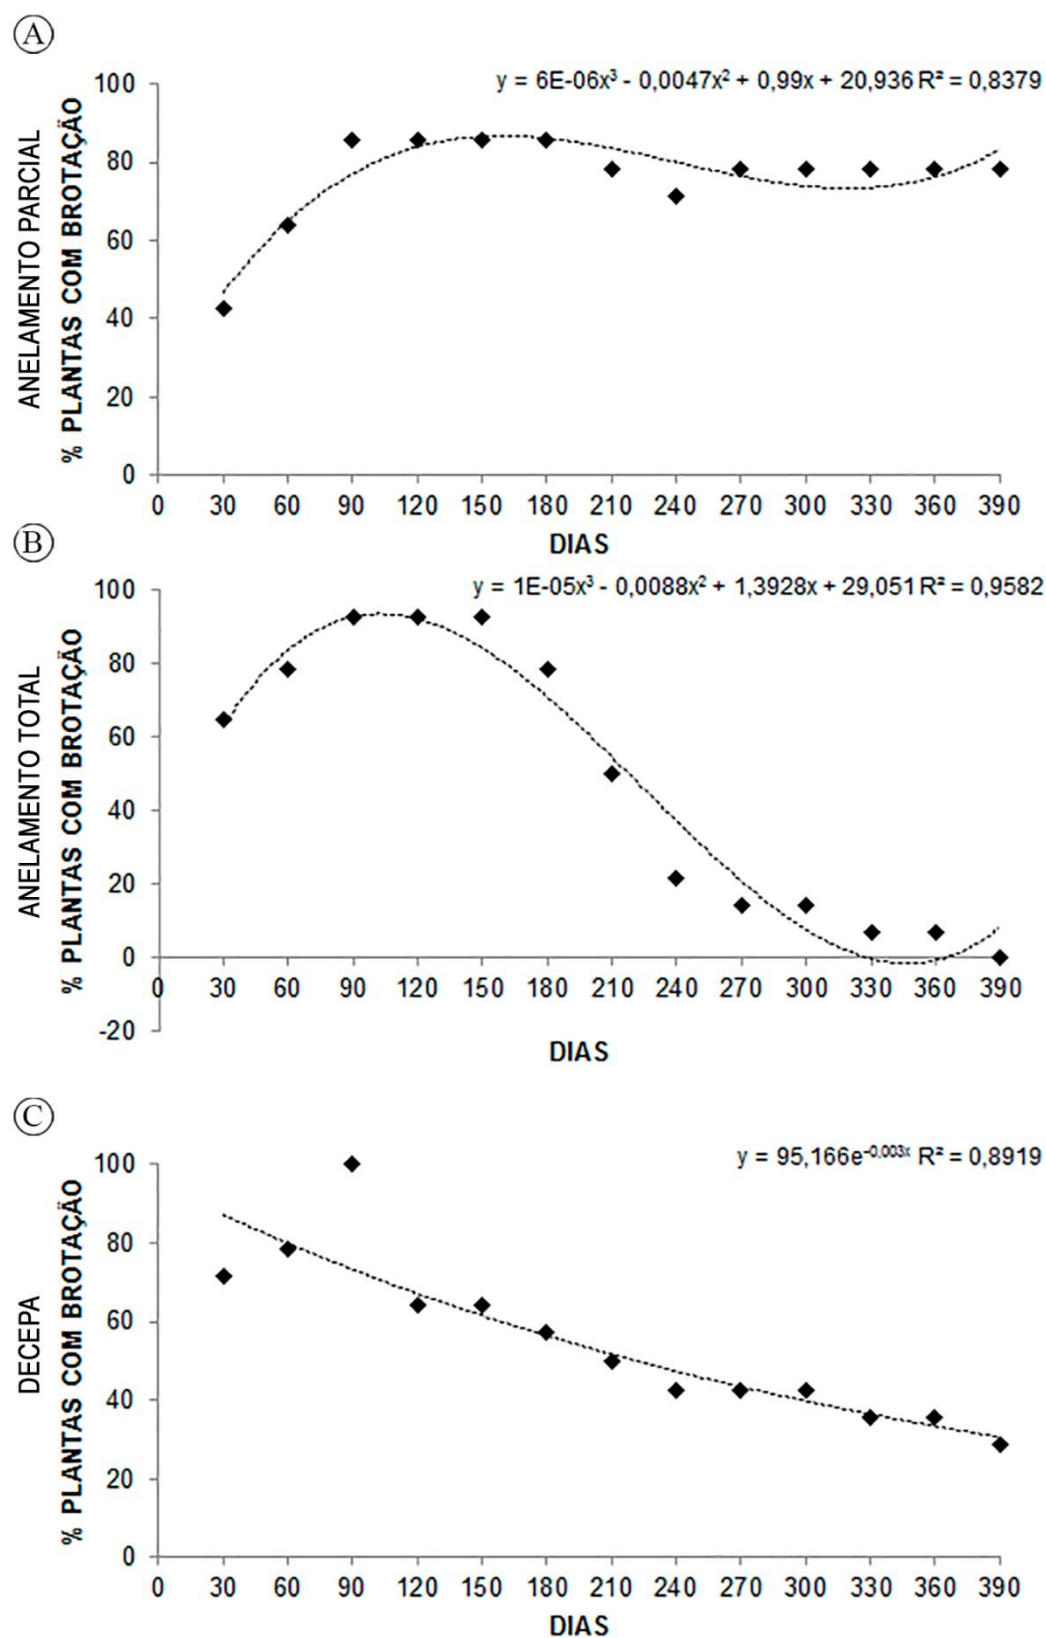 A
y = 6E-06x³ - 0,0047x² + 0,99x + 20,936 R² = 0,8379
ANELAMENTO PARCIAL
% PLANTAS COM BROTAÇÃO
100
80
60
40
20
0
0 30 60 90 120 150 180 210 240 270 300 330 360 390
DIAS
B
y = 1E-05x³ - 0,0088x² + 1,3928x + 29,051 R² = 0,9582
ANELAMENTO TOTAL
% PLANTAS COM BROTAÇÃO
100
80
60
40
20
0
0 30 60 90 120 150 180 210 240 270 300 330 360 390
-20
DIAS
C
y = 95,166e⁻⁰·⁰⁰³ˣ R² = 0,8919
DECEPA
% PLANTAS COM BROTAÇÃO
100
80
60
40
20
0
0 30 60 90 120 150 180 210 240 270 300 330 360 390
DIAS